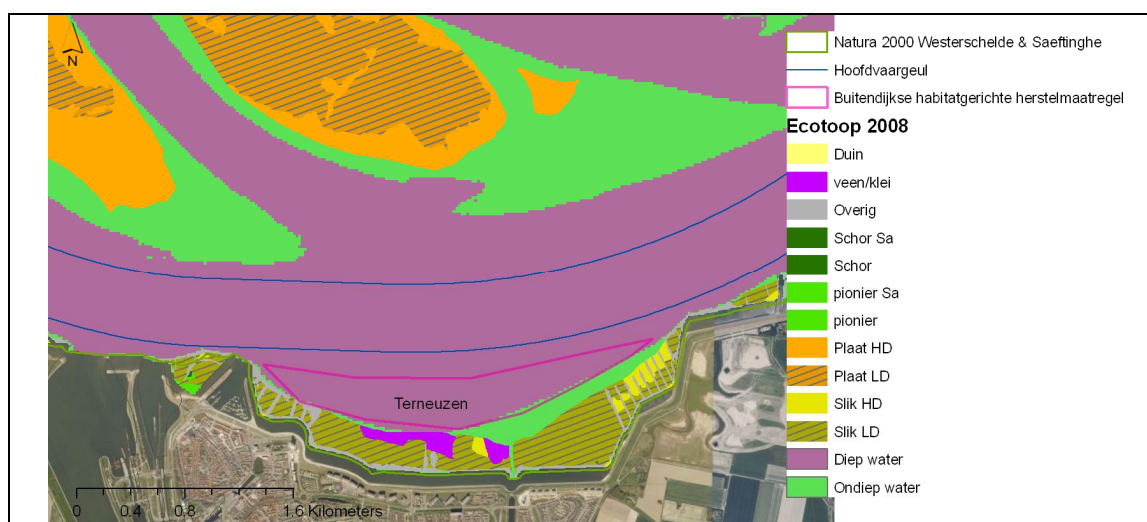 N
Terneuzen
0 0.4 0.8 1.6 Kilometers
Natura 2000 Westerschelde & Saeftinghe
Hoofdvaargeul
Buitendijkse habitatgerichte herstelmaatregel
Ecotoop 2008
Duin
veen/klei
Overig
Schor Sa
Schor
pionier Sa
pionier
Plaat HD
Plaat LD
Slik HD
Slik LD
Diep water
Ondiep water